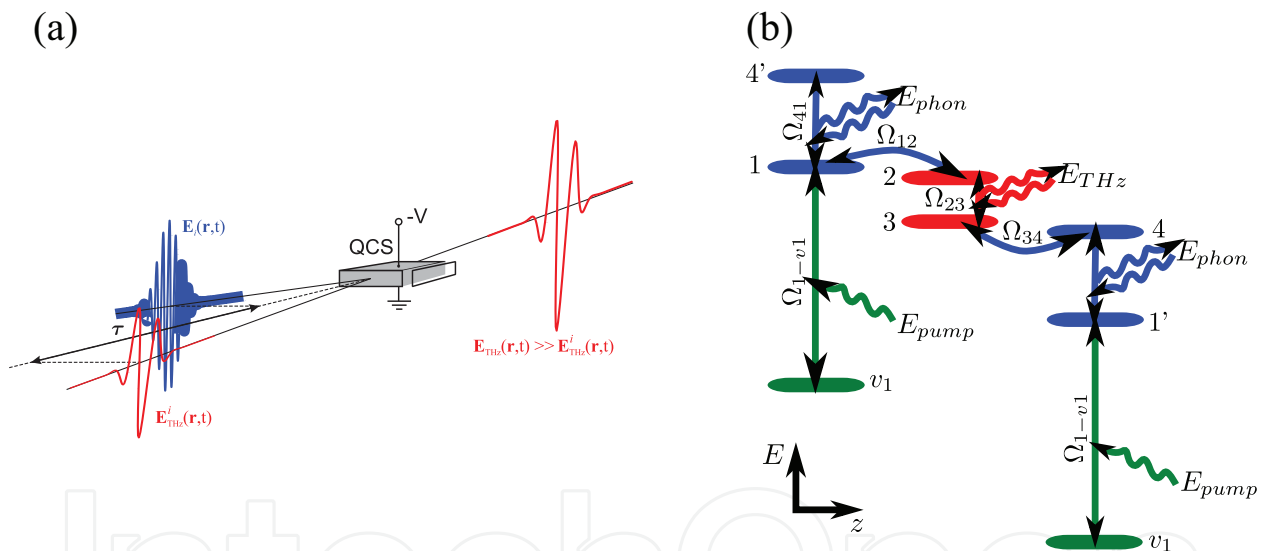 (a)
(b)
4'
E_phon
Ω_41
Ω_12
1
2
E_THz
Ω_23
3
Ω_34
4
E_phon
E_i(r,t)
-V
QCS
τ
E_THz(r,t) >> E^i_THz(r,t)
E^i_THz(r,t)
Ω_1-v1
E_pump
1'
v_1
Ω_1-v1
E
z
E_pump
v_1
IntechOpen